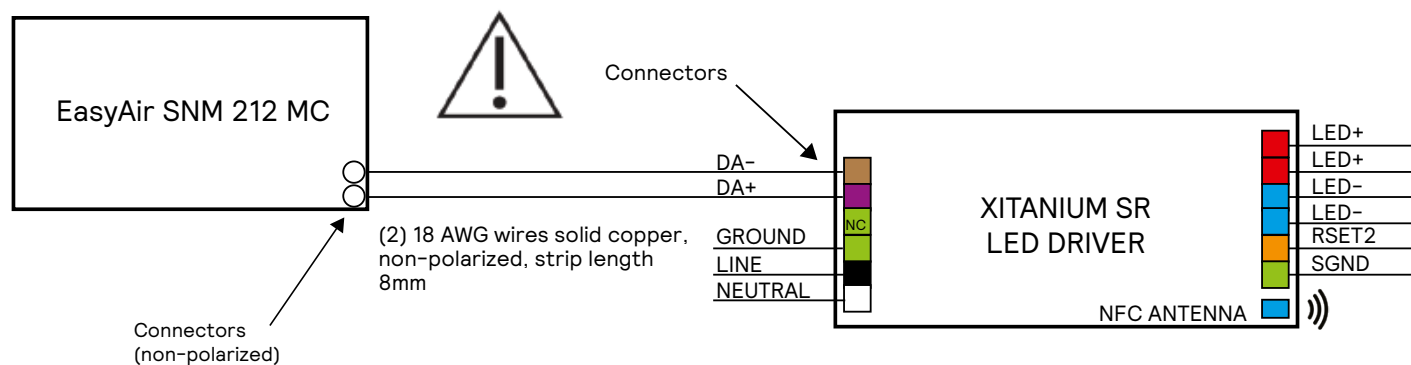 EasyAir SNM 212 MC
Connectors
DA-
DA+
NC
GROUND
LINE
NEUTRAL
(2) 18 AWG wires solid copper,
non-polarized, strip length
8mm
Connectors
(non-polarized)
XITANIUM SR
LED DRIVER
NFC ANTENNA
LED+
LED+
LED-
LED-
RSET2
SGND